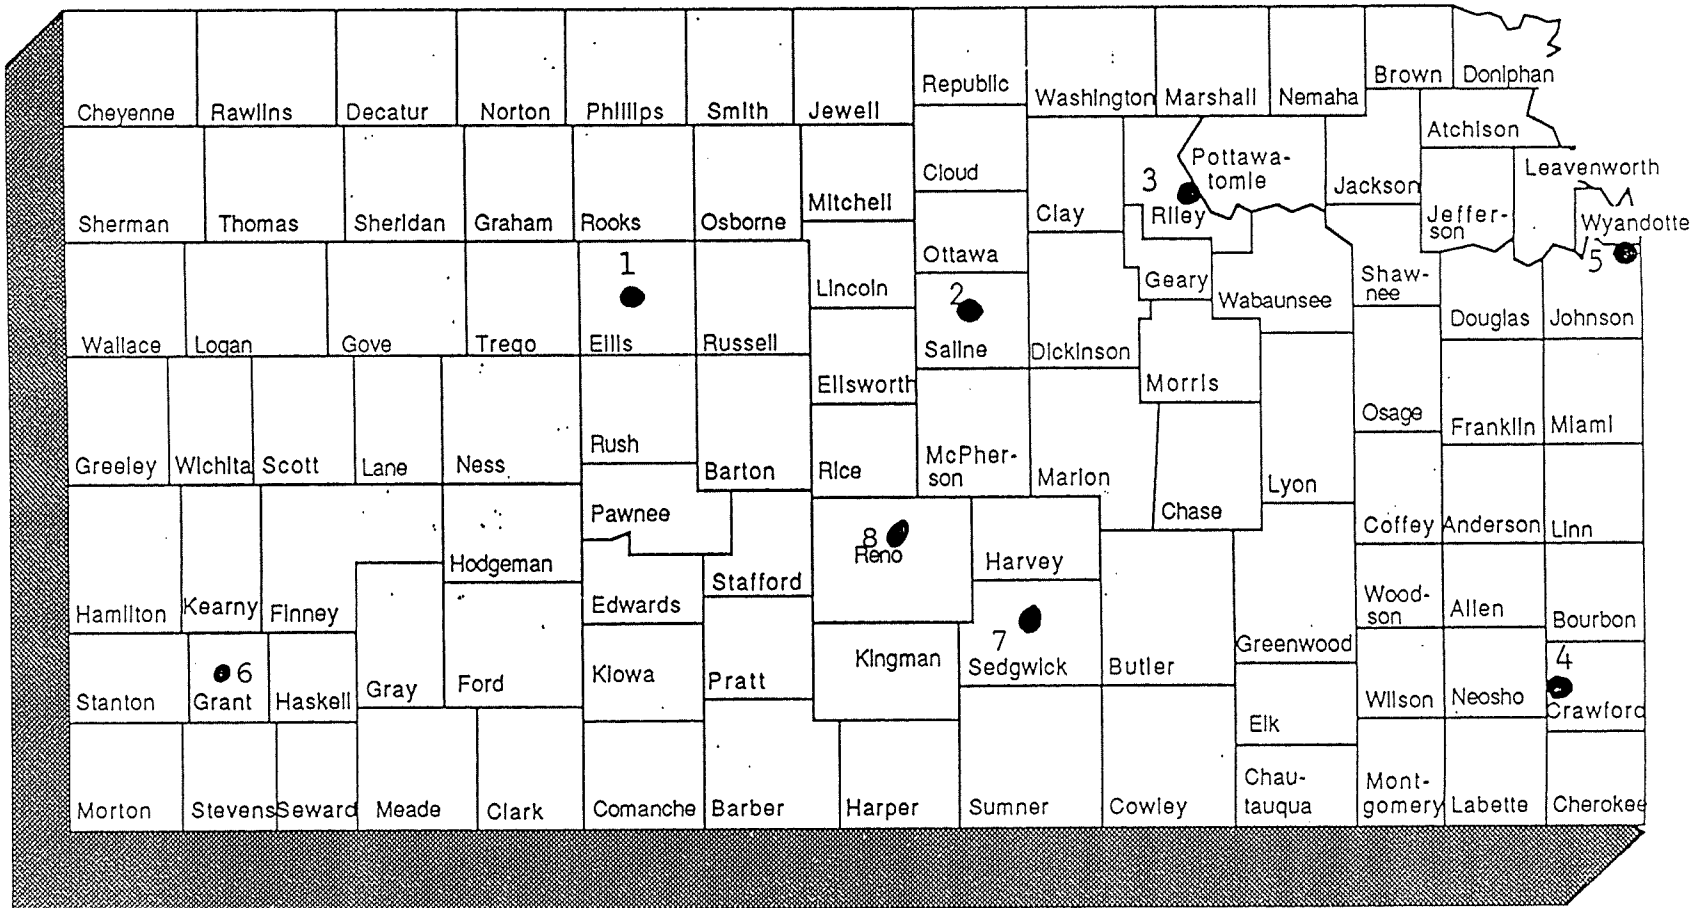 Cheyenne
Rawlins
Decatur
Norton
Phillips
Smith
Jewell
Republic
Washington
Marshall
Nemaha
Brown
Doniphan
Atchison
Sherman
Thomas
Sheridan
Graham
Rooks
Osborne
Mitchell
Cloud
Clay
3
Riley
Pottawa-
tomie
Jackson
Jeffer-
son
Leavenworth
Wyandotte
5
Wallace
Logan
Gove
Trego
1
Ellis
Russell
Lincoln
Ottawa
2
Saline
Dickinson
Geary
Wabaunsee
Shaw-
nee
Douglas
Johnson
Greeley
Wichita
Scott
Lane
Ness
Rush
Barton
Ellsworth
Rice
McPher-
son
Marion
Morris
Chase
Lyon
Osage
Franklin
Miami
Hamilton
Kearny
Finney
Hodgeman
Pawnee
Edwards
Stafford
8
Reno
Harvey
Coffey
Anderson
Linn
Stanton
6
Grant
Haskell
Gray
Ford
Kiowa
Pratt
Kingman
7
Sedgwick
Butler
Greenwood
Wood-
son
Allen
Bourbon
Elk
Wilson
Neosho
4
Crawford
Morton
Stevens
Seward
Meade
Clark
Comanche
Barber
Harper
Sumner
Cowley
Chau-
tauqua
Mont-
gomery
Labette
Cherokee